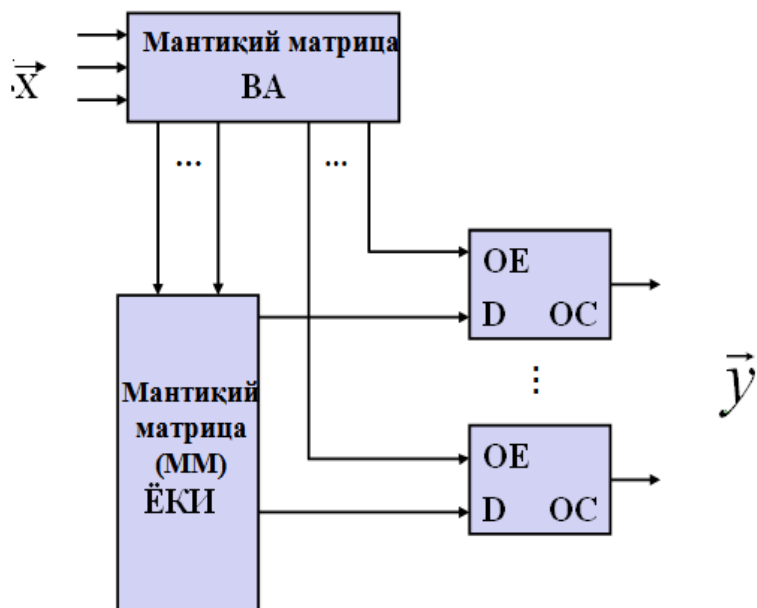 Мантиқий матрица
ВА
x
...
...
OE
D OC
⋮
y
Мантиқий
матрица
(ММ)
ЁКИ
OE
D OC